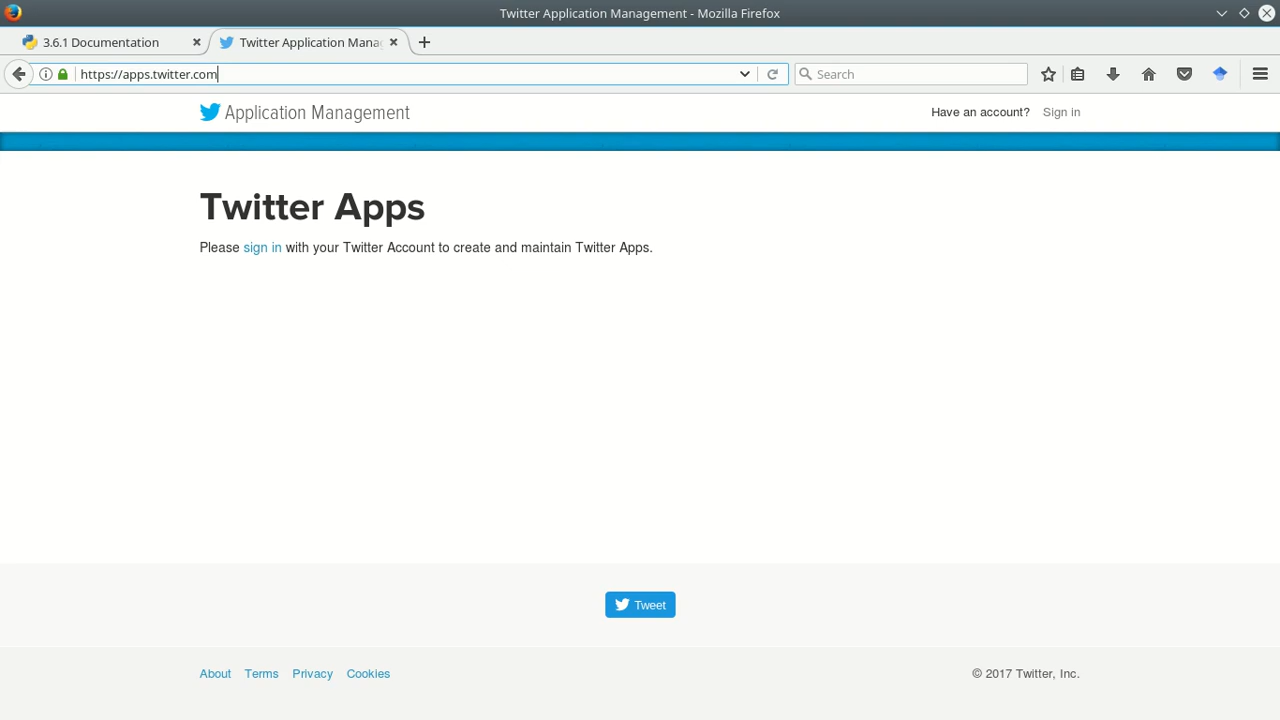 Twitter Application Management - Mozilla Firefox
3.6.1 Documentation
Twitter Application Mana
https://apps.twitter.com
Search
Application Management
Have an account? Sign in
Twitter Apps
Please sign in with your Twitter Account to create and maintain Twitter Apps.
Tweet
About Terms Privacy Cookies
© 2017 Twitter, Inc.